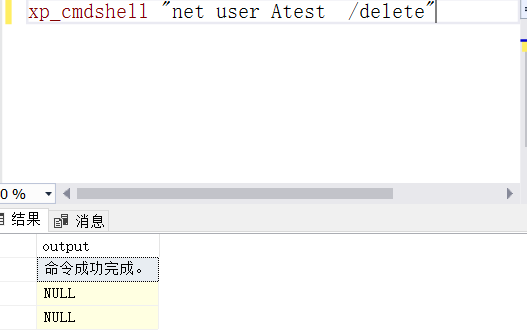 xp_cmdshell "net user Atest  /delete"
0 %
结果 消息
output
命令成功完成。
NULL
NULL